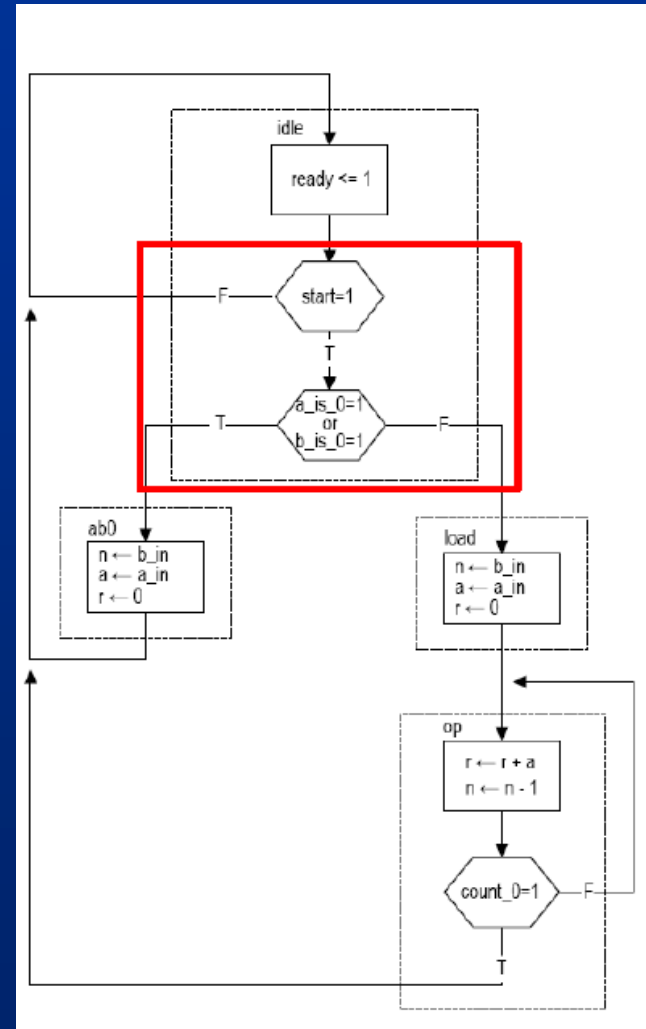 idle
ready <= 1
start=1
F
T
a_is_0=1
or
b_is_0=1
T
F
ab0
n ← b_in
a ← a_in
r ← 0
load
n ← b_in
a ← a_in
r ← 0
op
r ← r + a
n ← n - 1
count_0=1
F
T